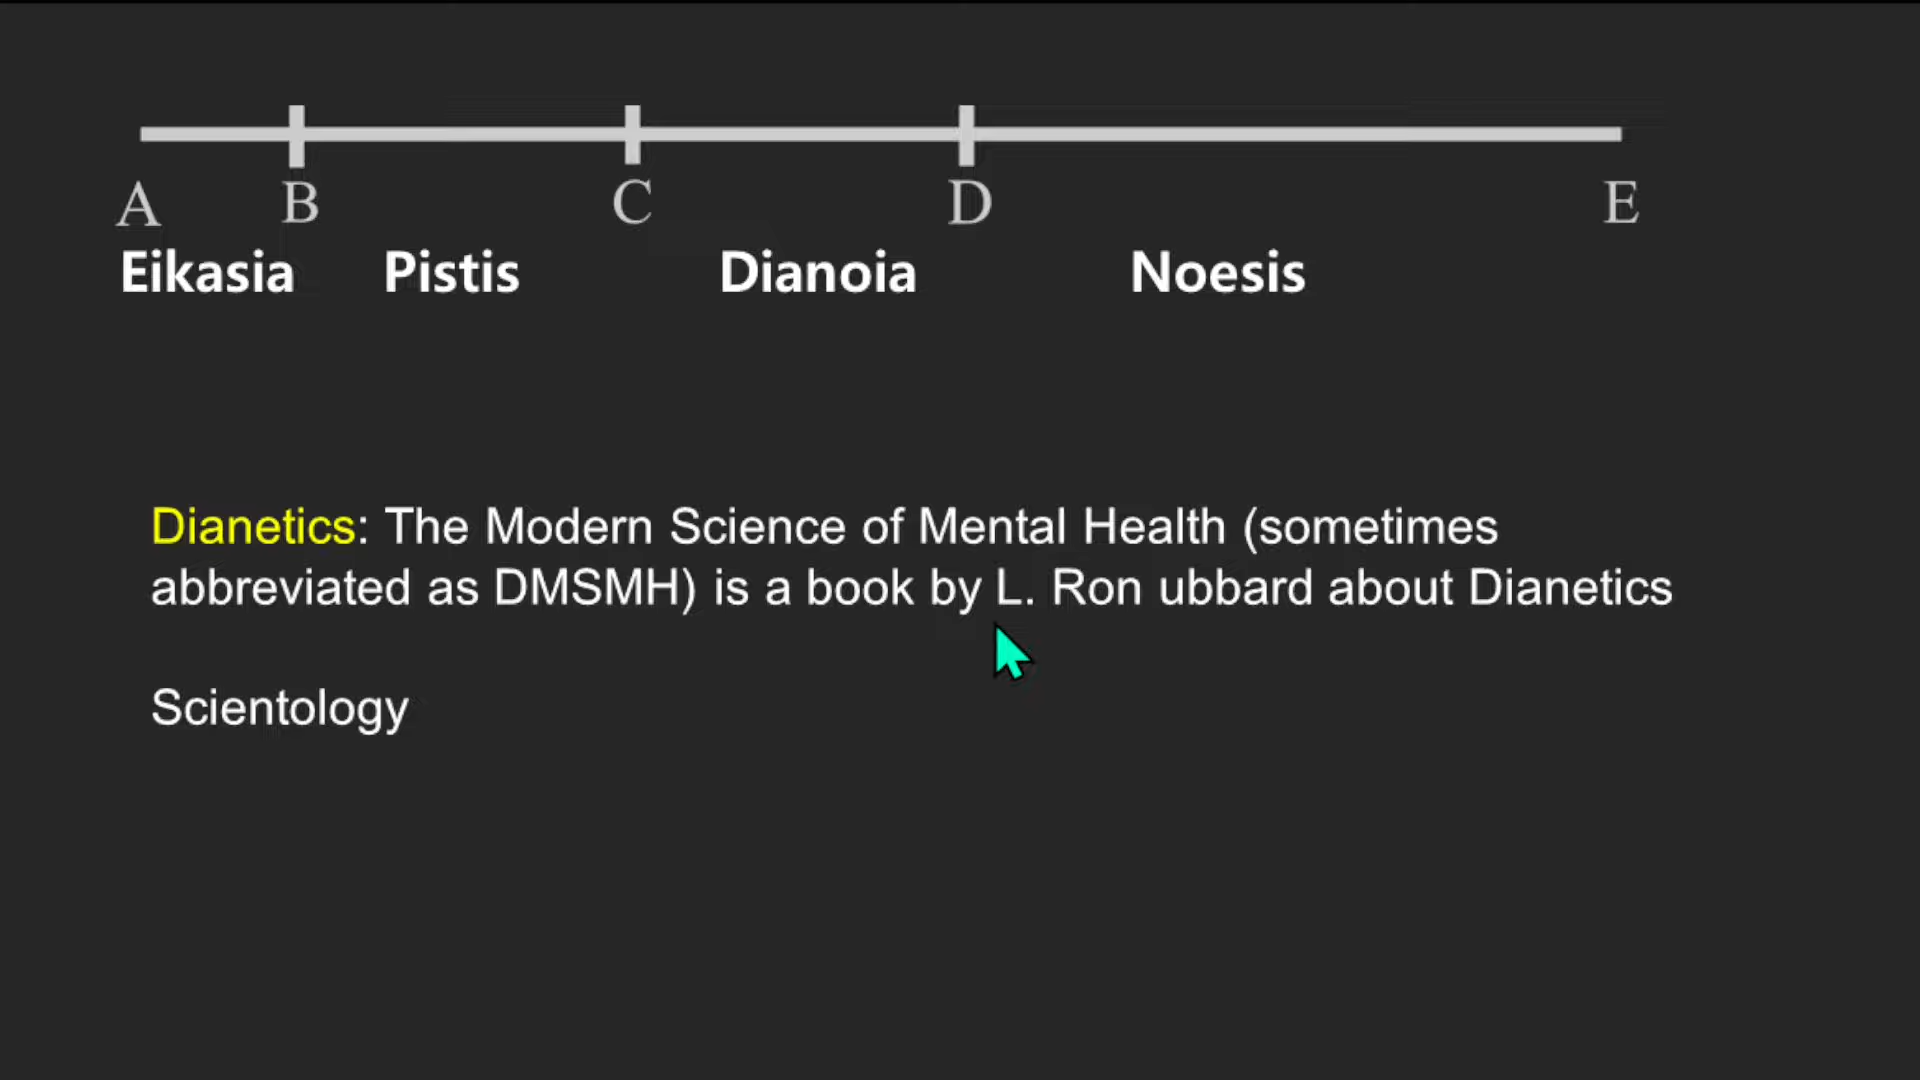 A B C D E
Eikasia Pistis Dianoia Noesis
Dianetics: The Modern Science of Mental Health (sometimes
abbreviated as DMSMH) is a book by L. Ron ubbard about Dianetics
Scientology